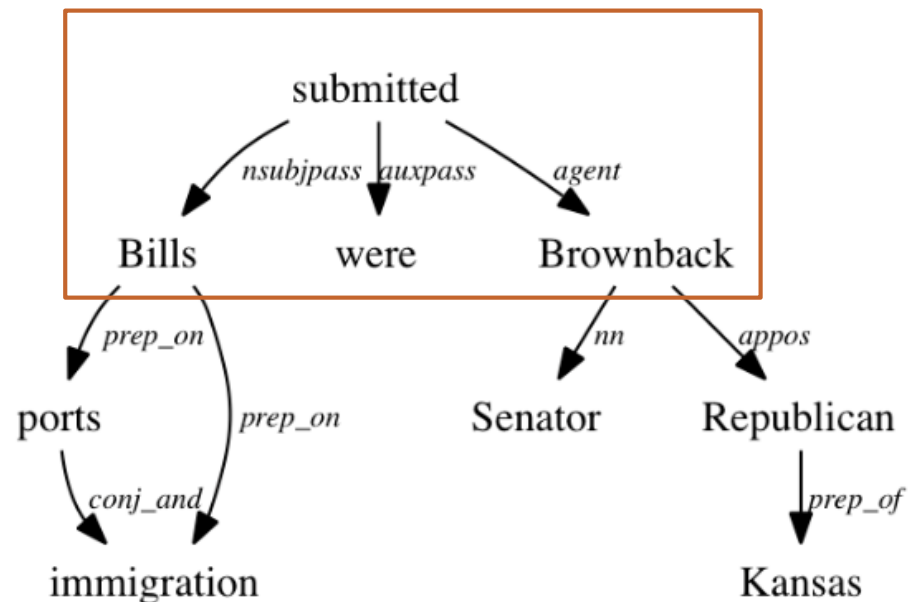 submitted
nsubjpass auxpass agent
Bills were Brownback
prep_on nn appos
ports prep_on Senator Republican
conj_and prep_of
immigration Kansas